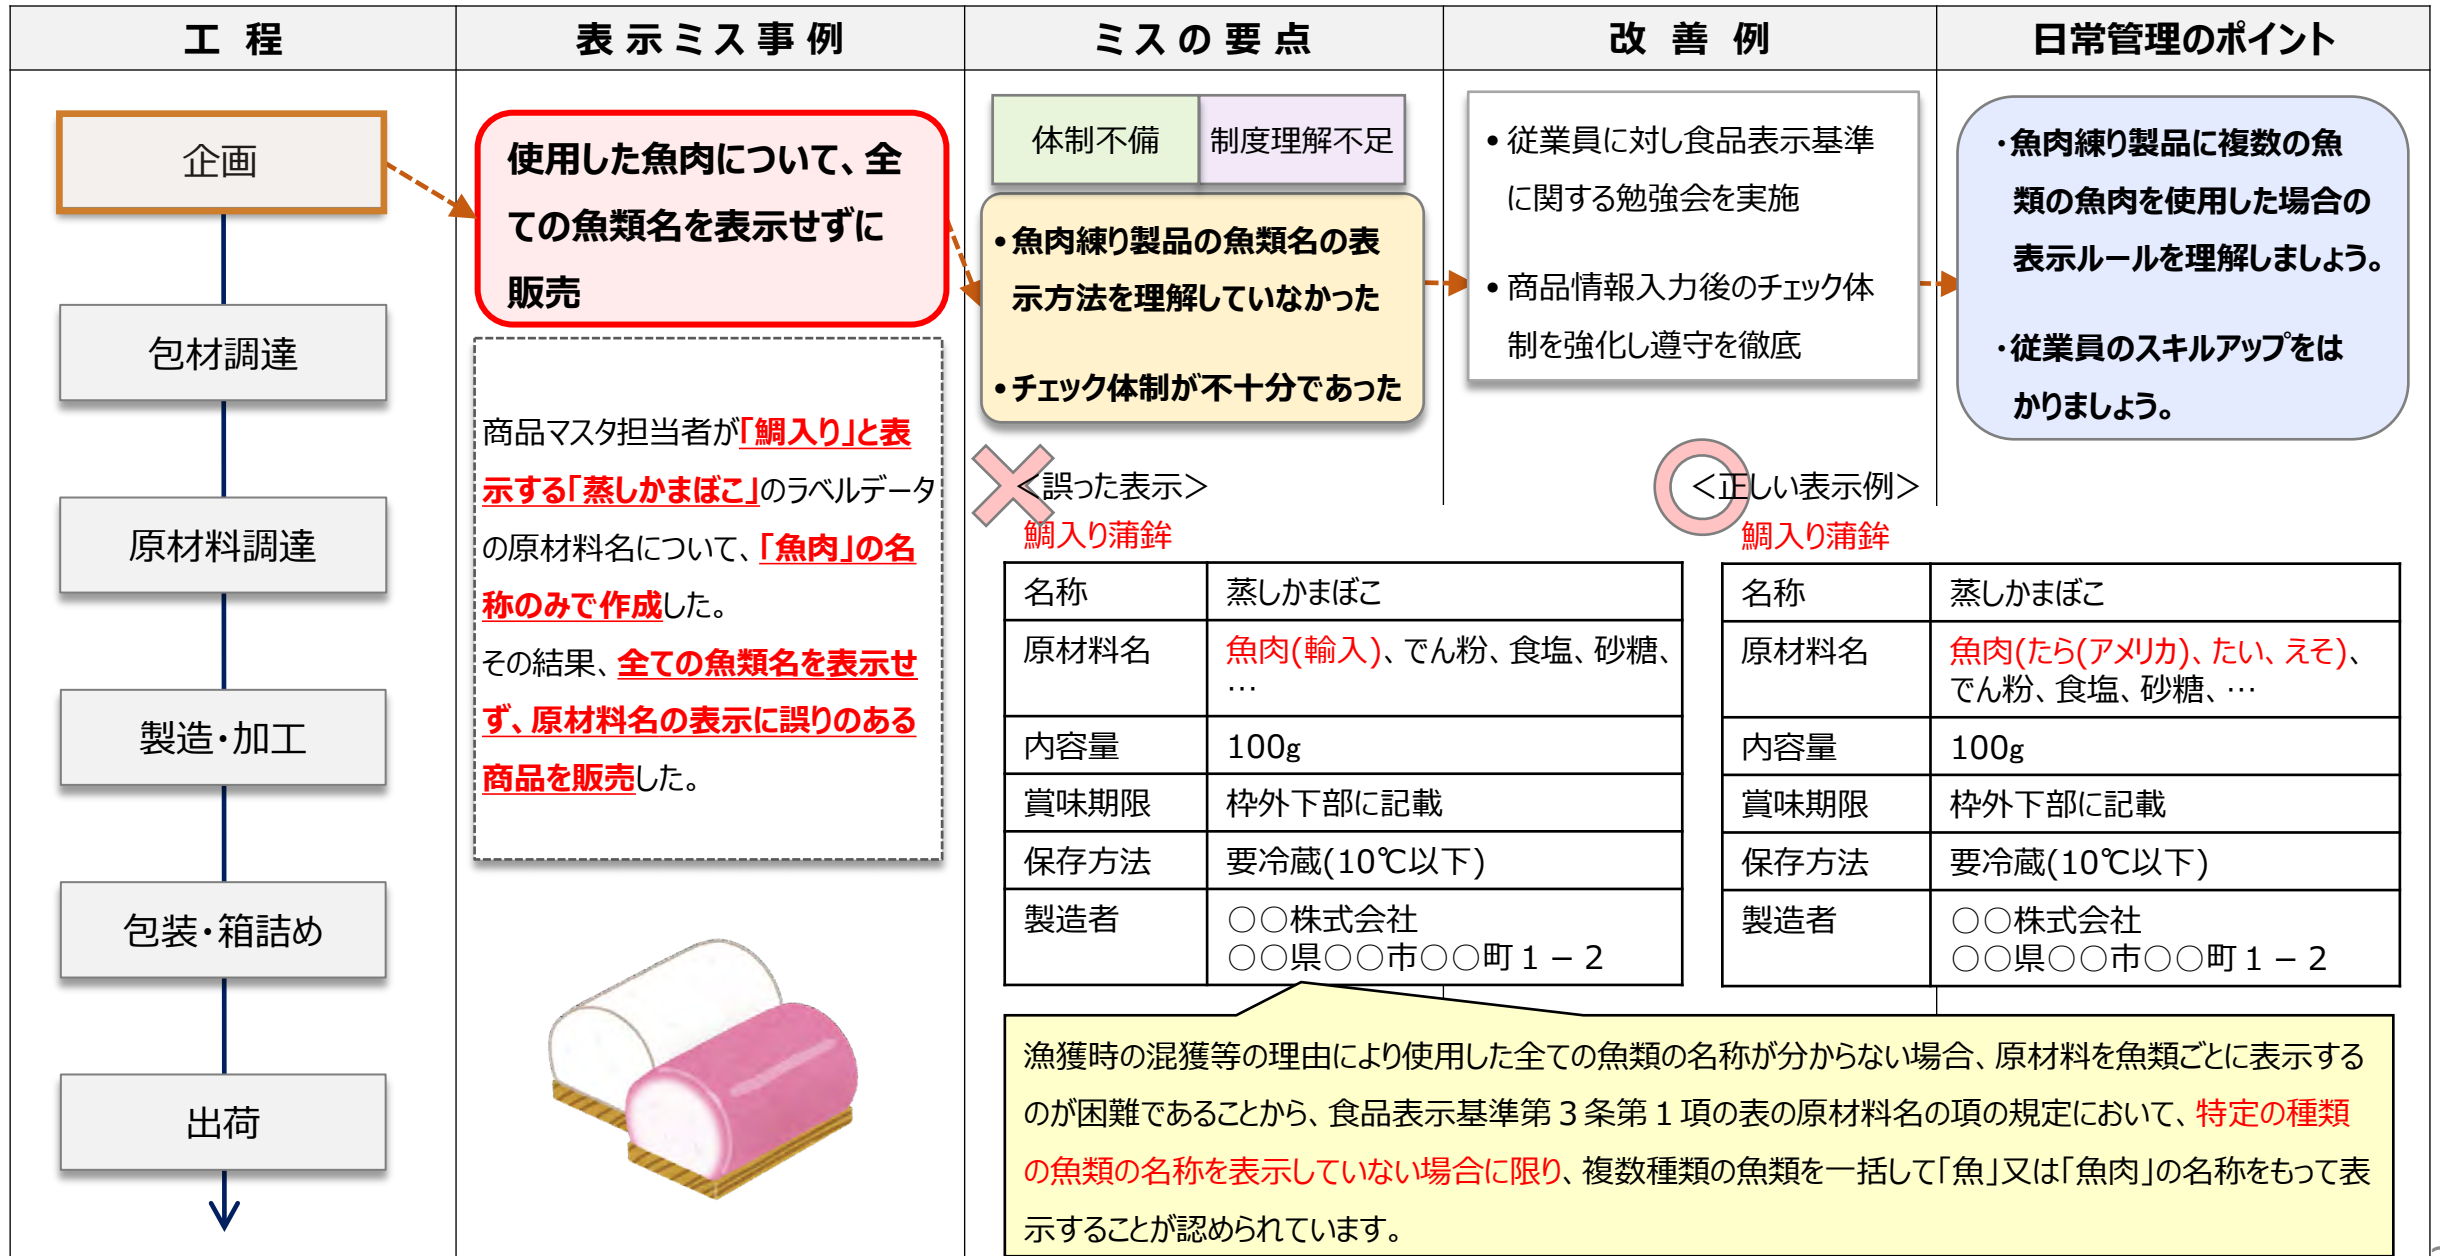 工 程
表 示 ミ ス 事 例
ミ ス の 要 点
改 善 例
日常管理のポイント
企画
包材調達
原材料調達
製造・加工
包装・箱詰め
出荷
使用した魚肉について、全
ての魚類名を表示せずに
販売
商品マスタ担当者が「鯛入り」と表
示する「蒸しかまぼこ」のラベルデータ
の原材料名について、「魚肉」の名
称のみで作成した。
その結果、全ての魚類名を表示せ
ず、原材料名の表示に誤りのある
商品を販売した。
体制不備
制度理解不足
•魚肉練り製品の魚類名の表
示方法を理解していなかった
•チェック体制が不十分であった
•従業員に対し食品表示基準
に関する勉強会を実施
•商品情報入力後のチェック体
制を強化し遵守を徹底
・魚肉練り製品に複数の魚
類の魚肉を使用した場合の
表示ルールを理解しましょう。
・従業員のスキルアップをは
かりましょう。
<誤った表示>
鯛入り蒲鉾
名称 蒸しかまぼこ
原材料名 魚肉(輸入)、でん粉、食塩、砂糖、
…
内容量 100g
賞味期限 枠外下部に記載
保存方法 要冷蔵(10℃以下)
製造者 ○○株式会社
○○県○○市○○町1-2
<正しい表示例>
鯛入り蒲鉾
名称 蒸しかまぼこ
原材料名 魚肉(たら(アメリカ)、たい、えそ)、
でん粉、食塩、砂糖、…
内容量 100g
賞味期限 枠外下部に記載
保存方法 要冷蔵(10℃以下)
製造者 ○○株式会社
○○県○○市○○町1-2
漁獲時の混獲等の理由により使用した全ての魚類の名称が分からない場合、原材料を魚類ごとに表示する
のが困難であることから、食品表示基準第3条第1項の表の原材料名の項の規定において、特定の種類
の魚類の名称を表示していない場合に限り、複数種類の魚類を一括して「魚」又は「魚肉」の名称をもって表
示することが認められています。